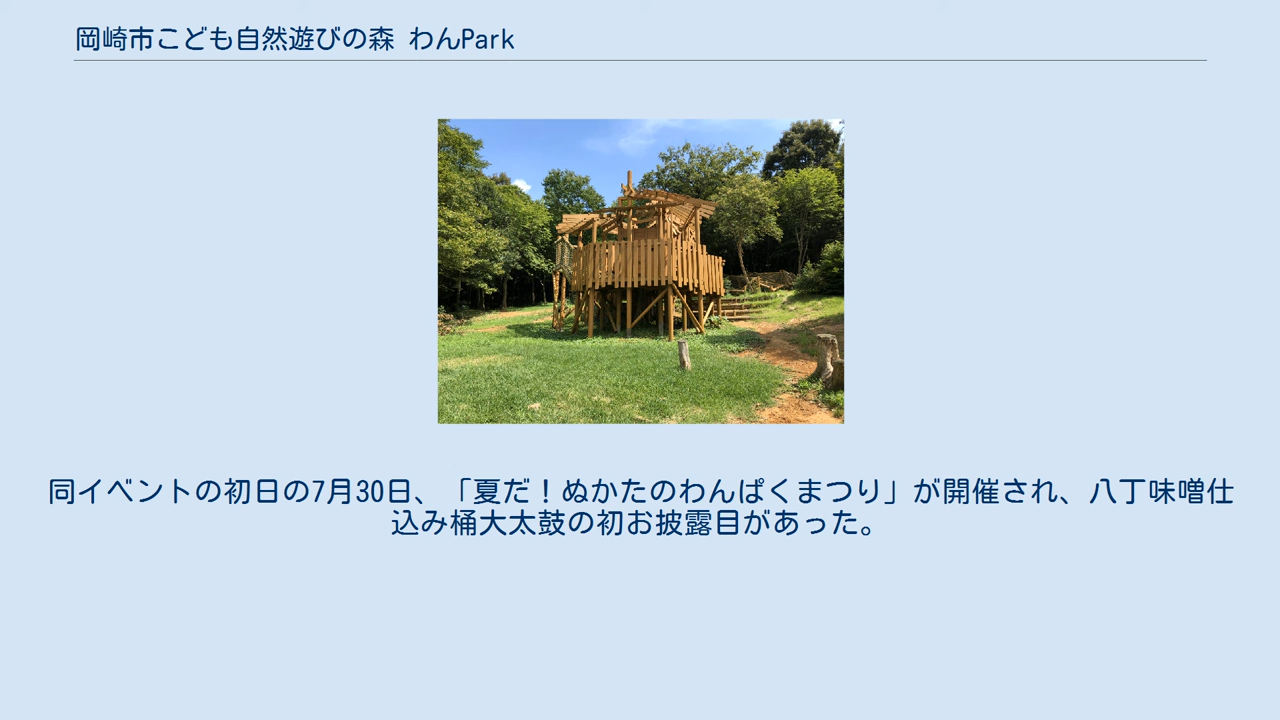 岡崎市こども自然遊びの森 わんPark
同イベントの初日の7月30日、「夏だ！ぬかたのわんぱくまつり」が開催され、八丁味噌仕
込み桶大太鼓の初お披露目があった。